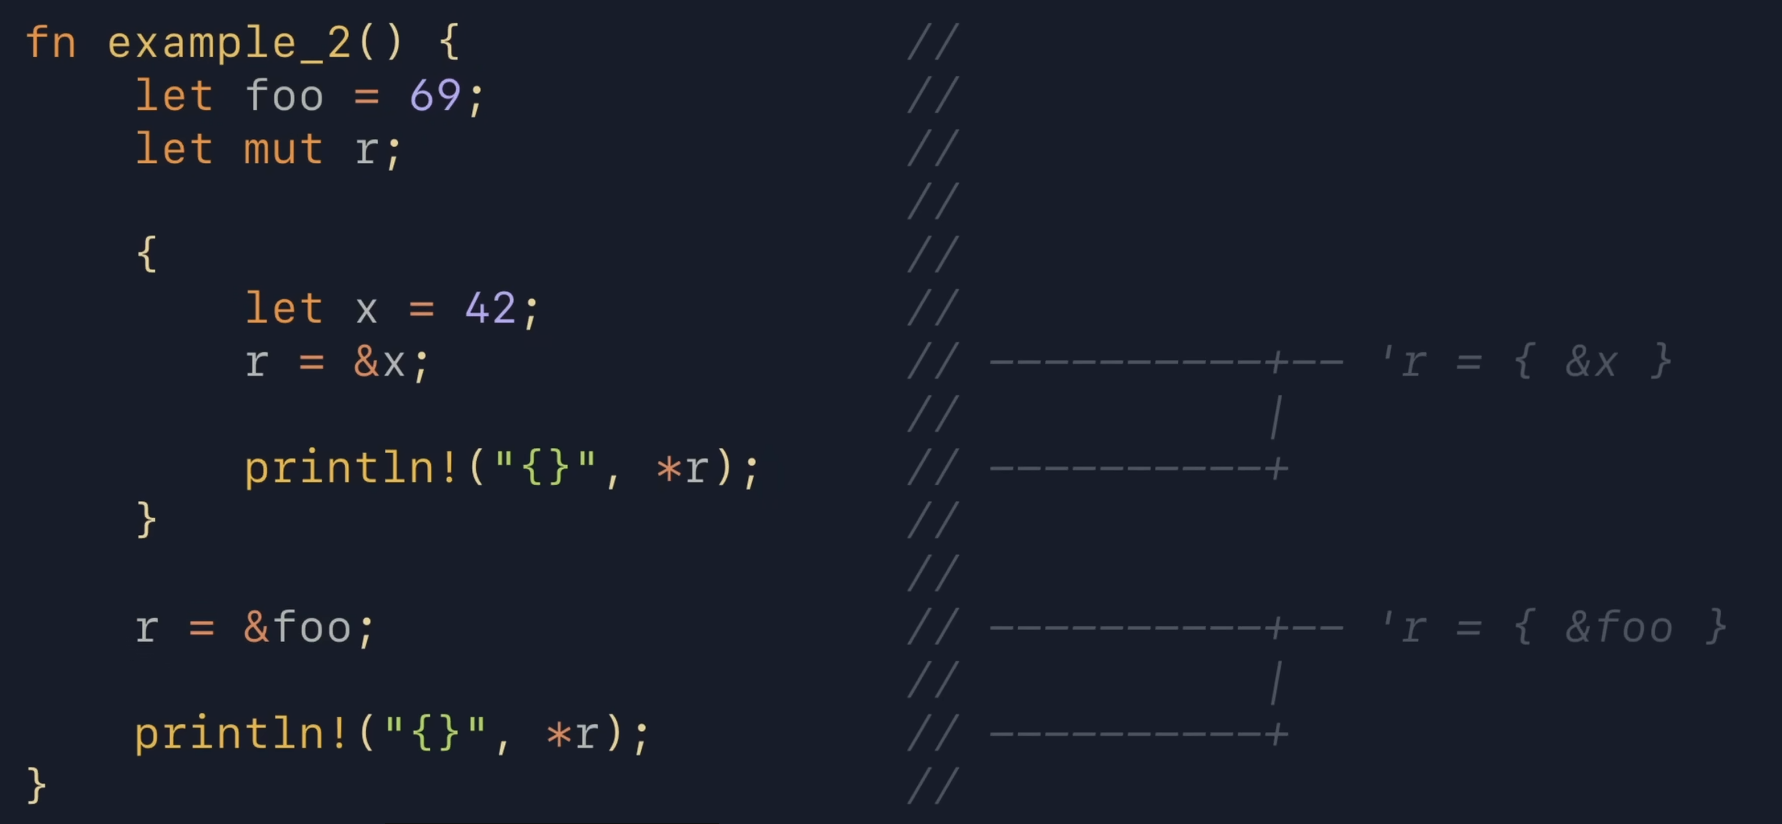 fn example_2() {                 //
    let foo = 69;                //
    let mut r;                   //
                                 //
    {                            //
        let x = 42;              //
        r = &x;                  // ----------+-- 'r = { &x }
                                 //           |
        println!("{}", *r);      // ----------+
    }                            //
                                 //
    r = &foo;                    // ----------+-- 'r = { &foo }
                                 //           |
    println!("{}", *r);          // ----------+
}                                //